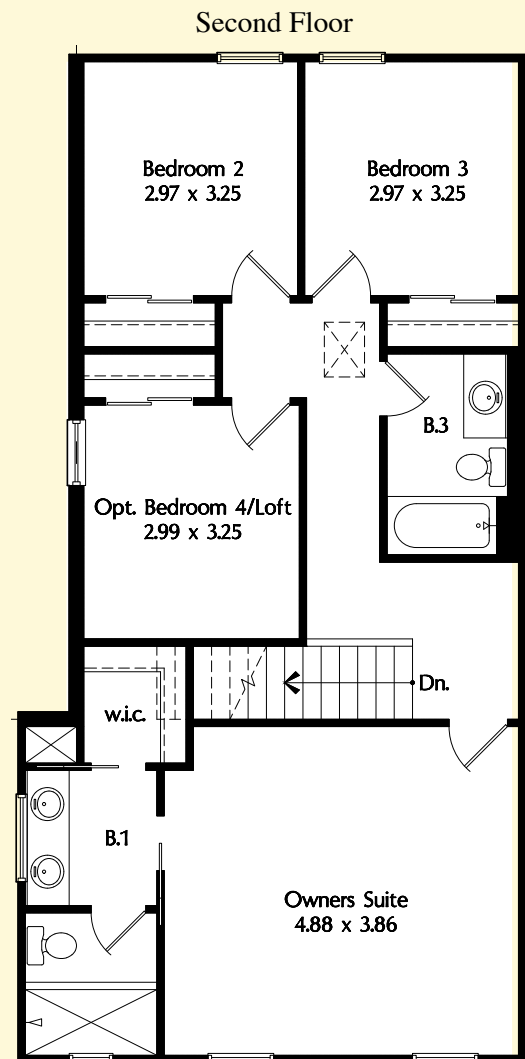 Second Floor
Bedroom 2
2.97 x 3.25
Bedroom 3
2.97 x 3.25
B.3
Opt. Bedroom 4/Loft
2.99 x 3.25
Dn.
w.i.c.
B.1
Owners Suite
4.88 x 3.86